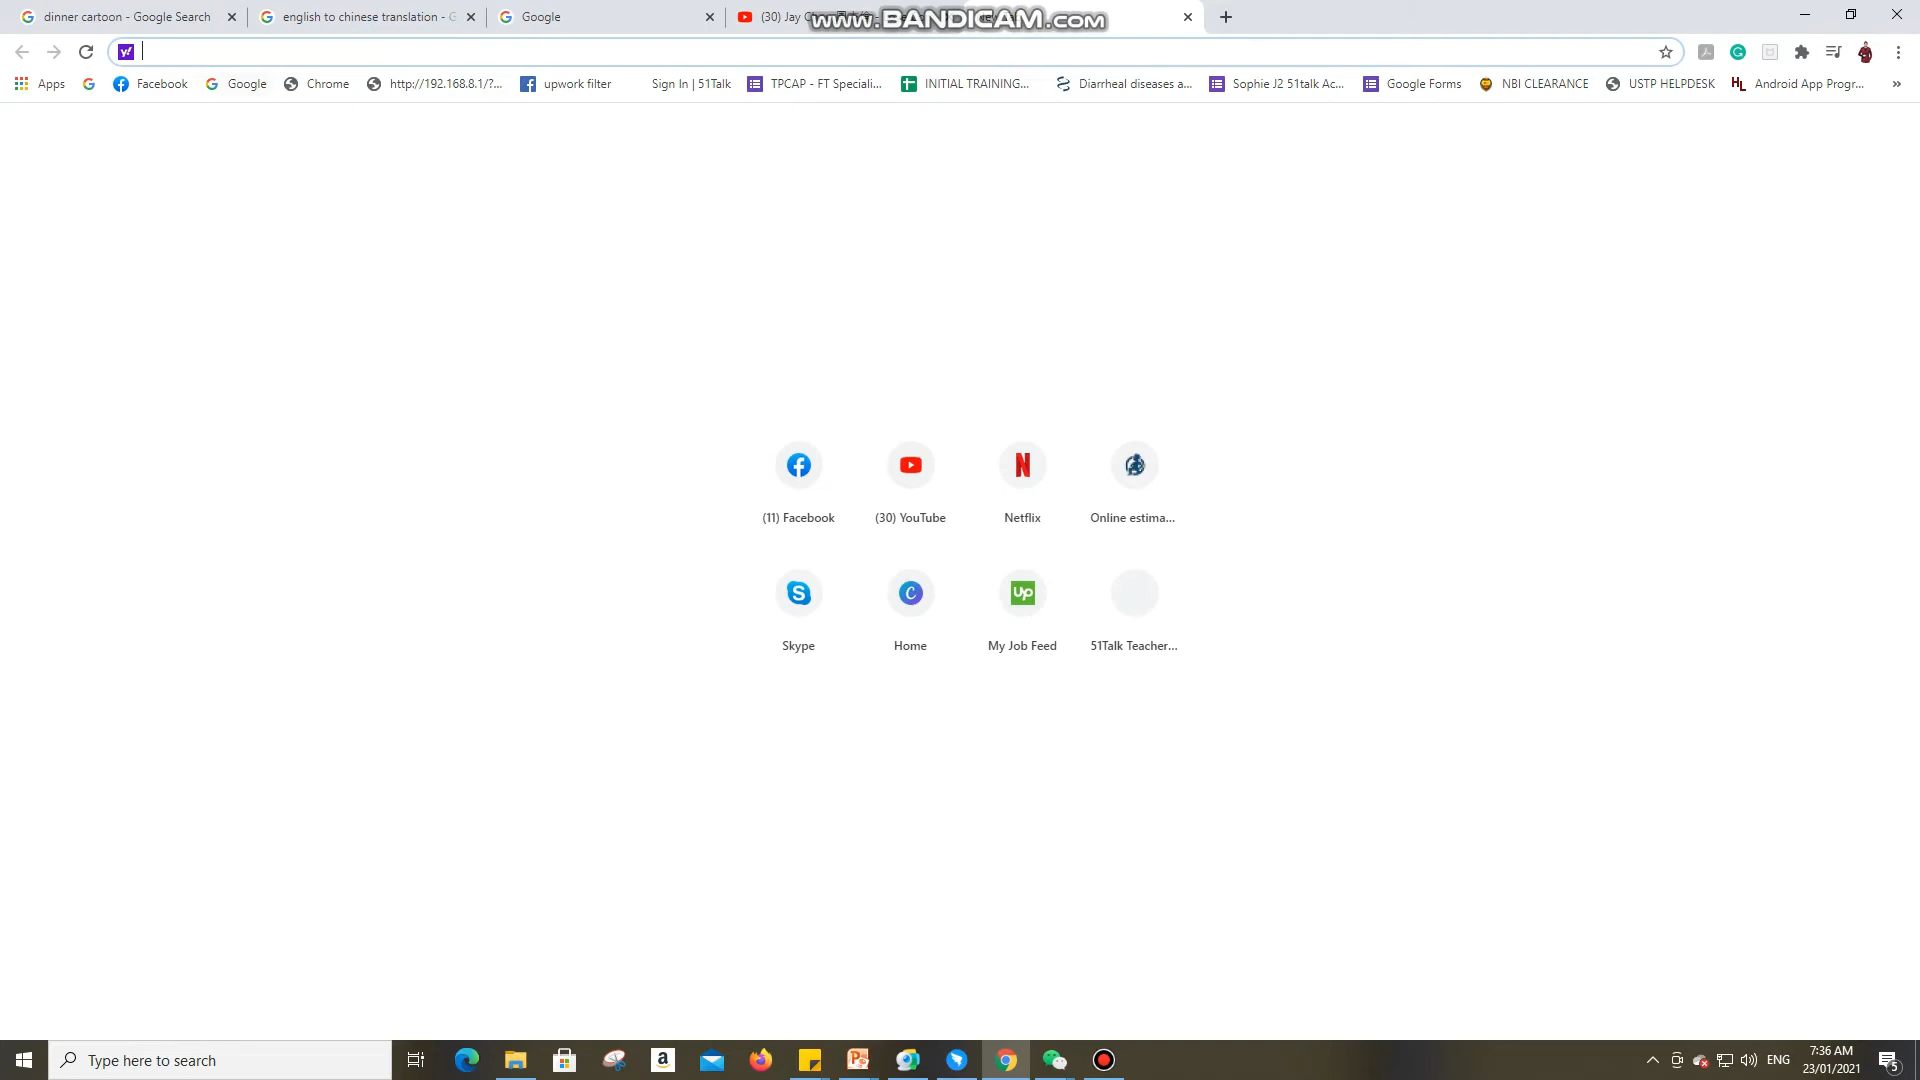 dinner cartoon - Google Search
english to chinese translation - G
Google
(30) Jay
www.BANDICAM.com
Apps
Facebook
Google
Chrome
http://192.168.8.1/?...
upwork filter
Sign In | 51Talk
TPCAP - FT Speciali...
INITIAL TRAINING...
Diarrheal diseases a...
Sophie J2 51talk Ac...
Google Forms
NBI CLEARANCE
USTP HELPDESK
HL
Android App Progr...
»
(11) Facebook
(30) YouTube
Netflix
Online estima...
Skype
Home
Up
My Job Feed
51Talk Teacher...
Type here to search
ENG
7:36 AM
23/01/2021
5